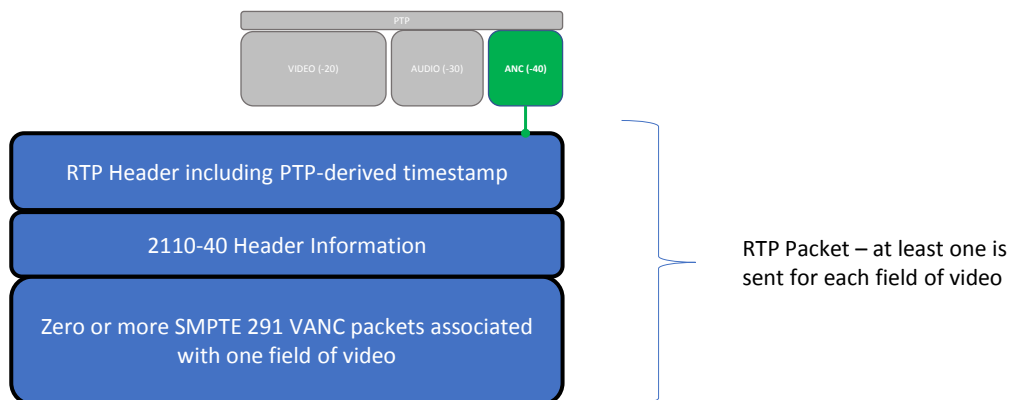 PTP
VIDEO (-20)
AUDIO (-30)
ANC (-40)
RTP Header including PTP-derived timestamp
2110-40 Header Information
Zero or more SMPTE 291 VANC packets associated
with one field of video
RTP Packet – at least one is
sent for each field of video